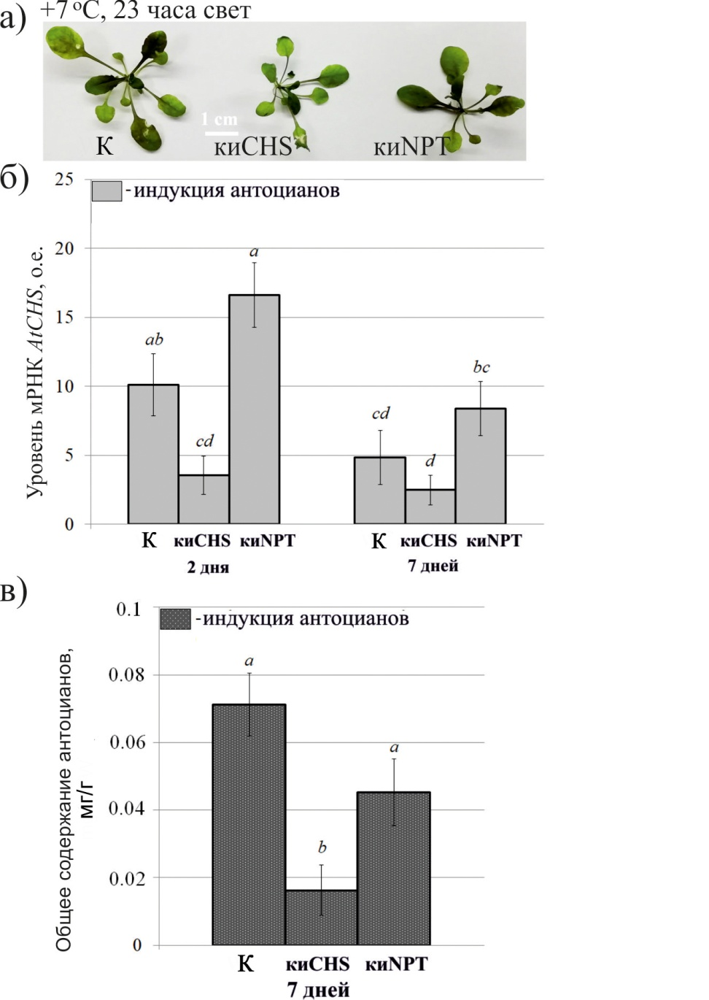 а) +7 ºC, 23 часа свет
1 cm
К киCHS киNPT
б)
25
-индукция антоцианов
20
15
10
5
0
Уровень мРНК AtCHS, о.е.
a
ab
cd
bc
cd
d
К киCHS киNPT К киCHS киNPT
2 дня 7 дней
в)
0.1
-индукция антоцианов
0.08
0.06
0.04
0.02
0
Общее содержание антоцианов,
мг/г
a
b
a
К киCHS киNPT
7 дней